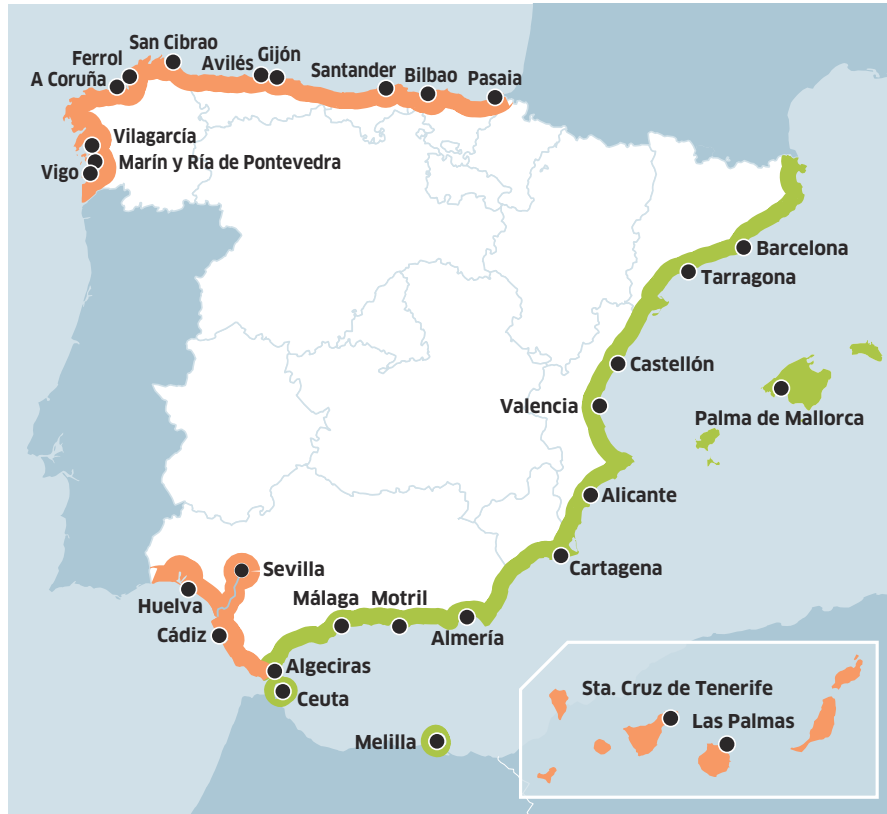 San Cibrao
Ferrol
A Coruña
Avilés
Gijón
Santander
Bilbao
Pasaia
Vilagarcía
Marín y Ría de Pontevedra
Vigo
Barcelona
Tarragona
Castellón
Valencia
Palma de Mallorca
Alicante
Cartagena
Sevilla
Huelva
Málaga
Motril
Almería
Cádiz
Algeciras
Ceuta
Melilla
Sta. Cruz de Tenerife
Las Palmas